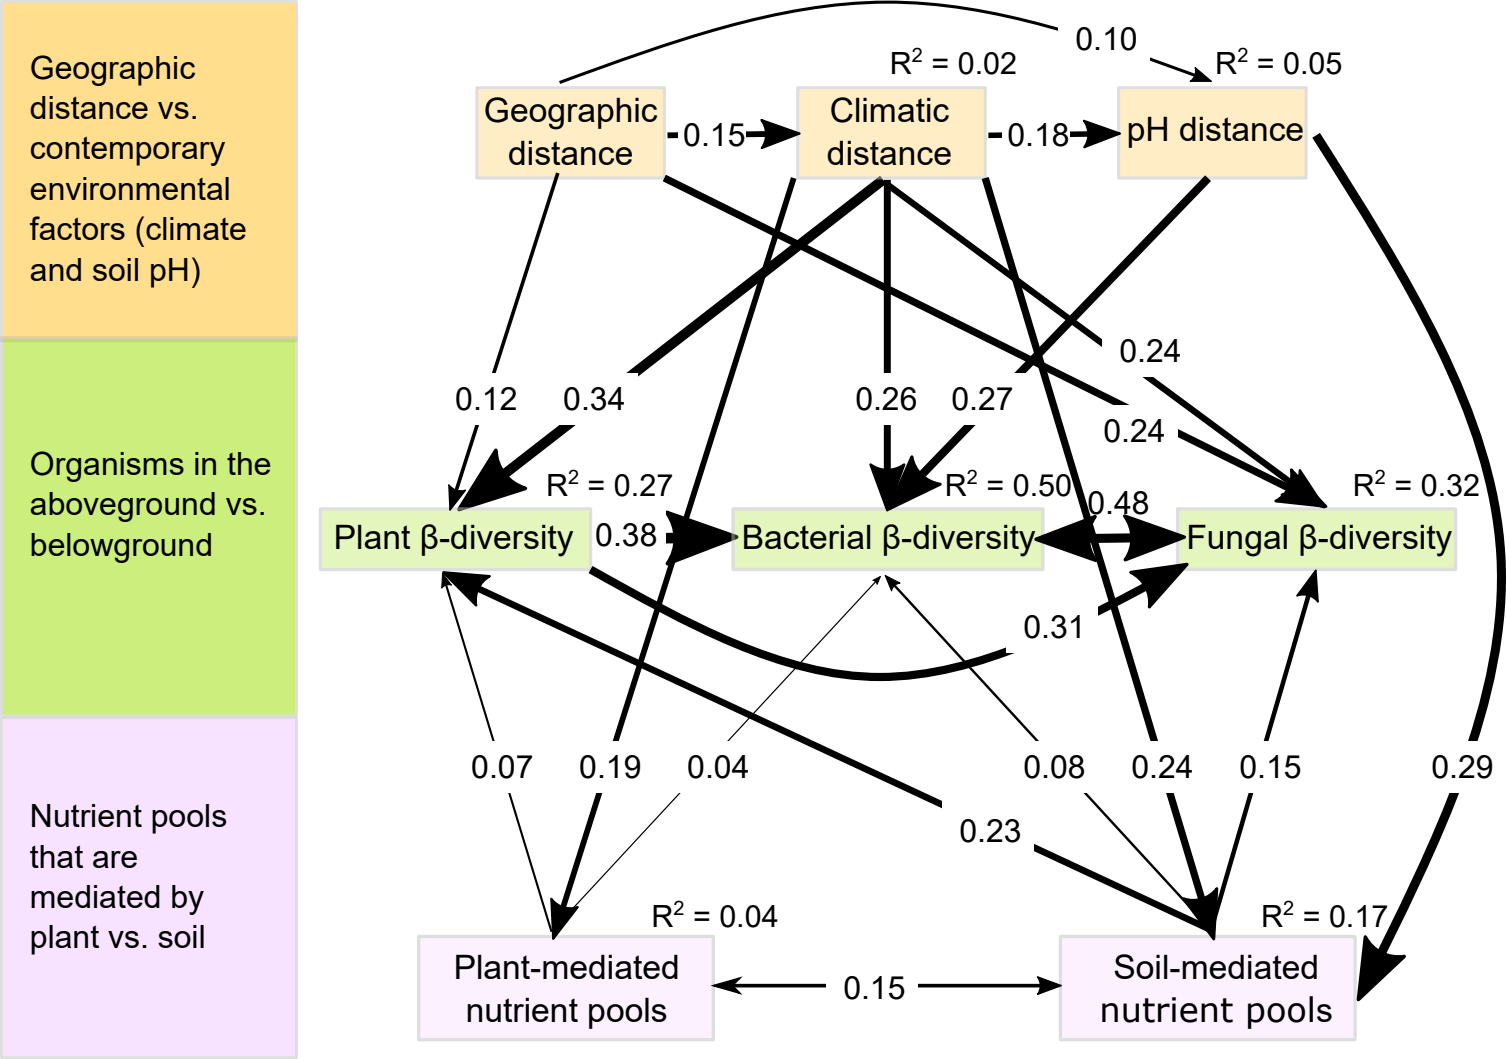 Geographic
distance vs.
contemporary
environmental
factors (climate
and soil pH)
Organisms in the
aboveground vs.
belowground
Nutrient pools
that are
mediated by
plant vs. soil
0.10
R² = 0.02
R² = 0.05
Geographic
distance
0.15
Climatic
distance
0.18
pH distance
0.24
0.12
0.34
0.26
0.27
0.24
R² = 0.27
R² = 0.50
R² = 0.32
0.48
Plant β-diversity
0.38
Bacterial β-diversity
Fungal β-diversity
0.31
0.07
0.19
0.04
0.08
0.24
0.15
0.29
0.23
R² = 0.04
R² = 0.17
Plant-mediated
nutrient pools
0.15
Soil-mediated
nutrient pools